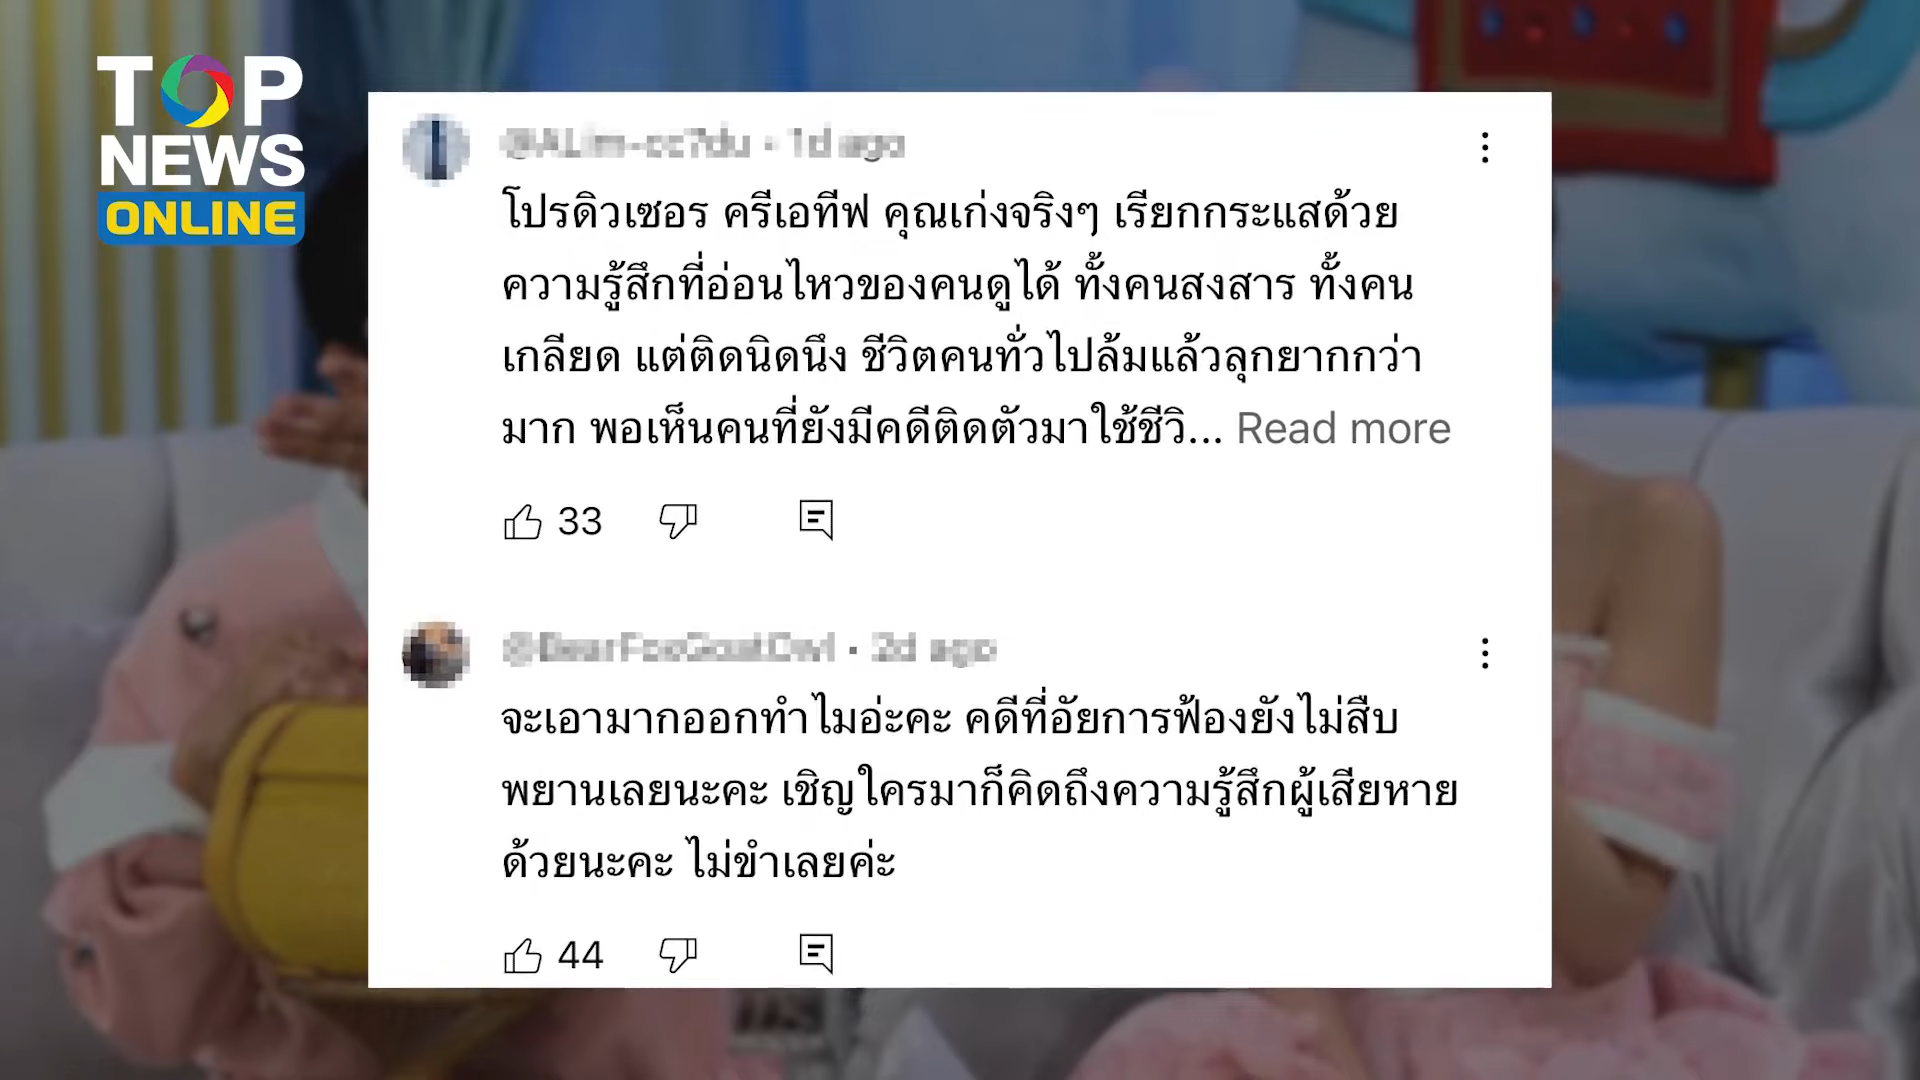 TOP
NEWS
ONLINE
โปรดิวเซอร ครีเอทีฟ คุณเก่งจริงๆ เรียกกระแสด้วย
ความรู้สึกที่อ่อนไหวของคนดูได้ ทั้งคนสงสาร ทั้งคน
เกลียด แต่ติดนิดนึง ชีวิตคนทั่วไปล้มแล้วลุกยากกว่า
มาก พอเห็นคนที่ยังมีคดีติดตัวมาใช้ชีวิ... Read more
33
2d ago
จะเอามากออกทำไมอ่ะคะ คดีที่อัยการฟ้องยังไม่สืบ
พยานเลยนะคะ เชิญใครมาก็คิดถึงความรู้สึกผู้เสียหาย
ด้วยนะคะ ไม่ขำเลยค่ะ
44